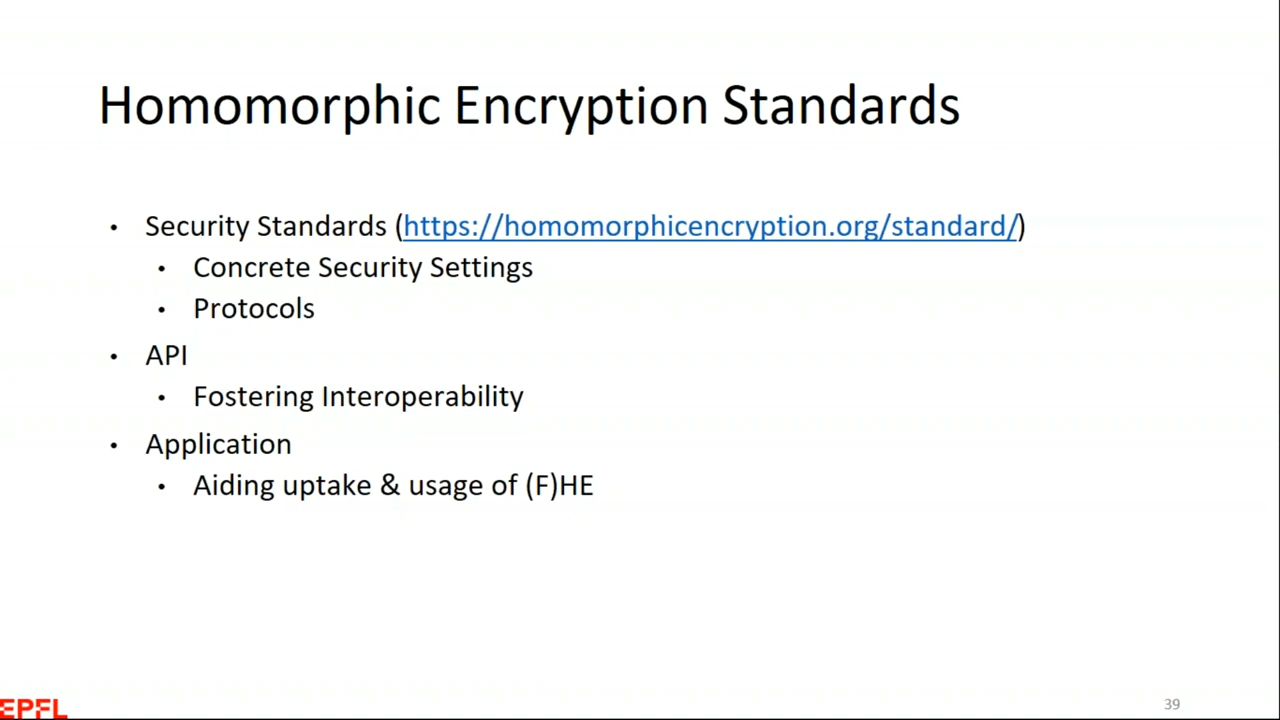 Homomorphic Encryption Standards
• Security Standards (https://homomorphicencryption.org/standard/)
• Concrete Security Settings
• Protocols
• API
• Fostering Interoperability
• Application
• Aiding uptake & usage of (F)HE
EPFL
39